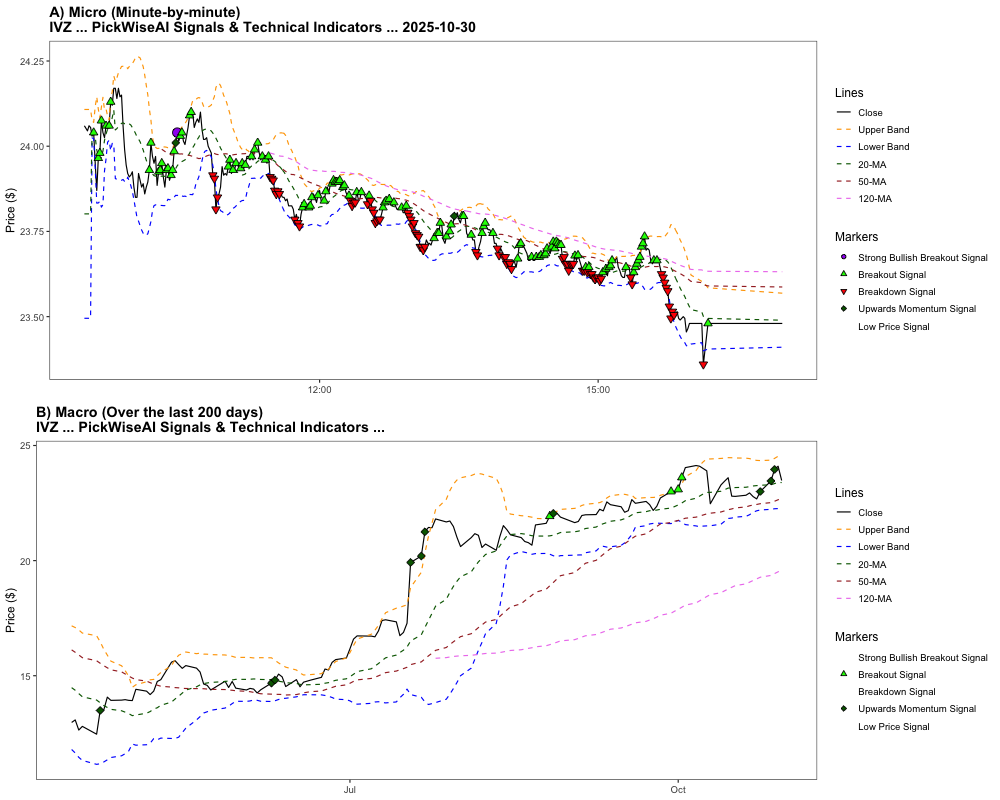 A) Micro (Minute-by-minute)
IVZ ... PickWiseAI Signals & Technical Indicators ... 2025-10-30
24.25
24.00
23.75
23.50
Price ($)
12:00
15:00
Lines
Close
Upper Band
Lower Band
20-MA
50-MA
120-MA
Markers
Strong Bullish Breakout Signal
Breakout Signal
Breakdown Signal
Upwards Momentum Signal
Low Price Signal
B) Macro (Over the last 200 days)
IVZ ... PickWiseAI Signals & Technical Indicators ...
25
20
15
Price ($)
Jul
Oct
Lines
Close
Upper Band
Lower Band
20-MA
50-MA
120-MA
Markers
Strong Bullish Breakout Signal
Breakout Signal
Breakdown Signal
Upwards Momentum Signal
Low Price Signal